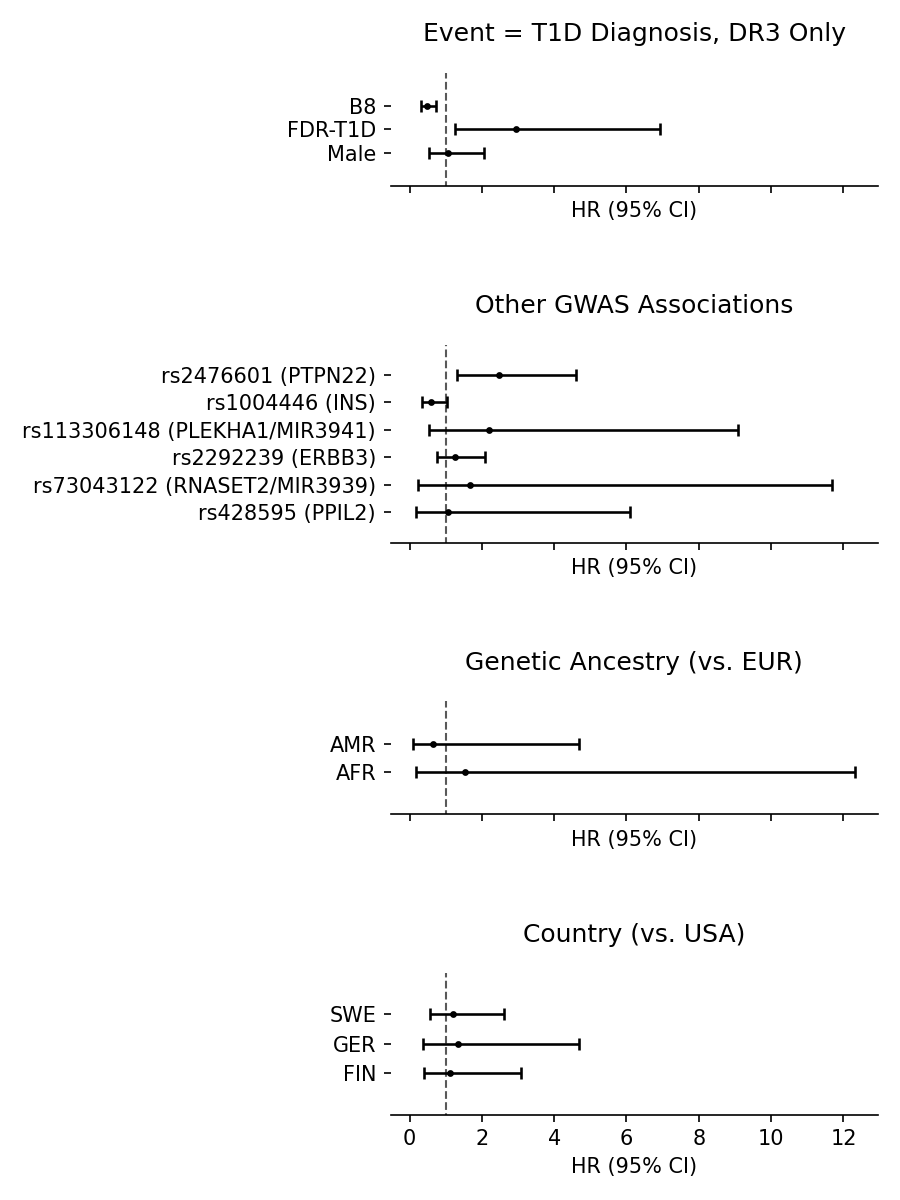 Event = T1D Diagnosis, DR3 Only
B8
FDR-T1D
Male
HR (95% CI)
Other GWAS Associations
rs2476601 (PTPN22)
rs1004446 (INS)
rs113306148 (PLEKHA1/MIR3941)
rs2292239 (ERBB3)
rs73043122 (RNASET2/MIR3939)
rs428595 (PPIL2)
HR (95% CI)
Genetic Ancestry (vs. EUR)
AMR
AFR
HR (95% CI)
Country (vs. USA)
SWE
GER
FIN
0 2 4 6 8 10 12
HR (95% CI)